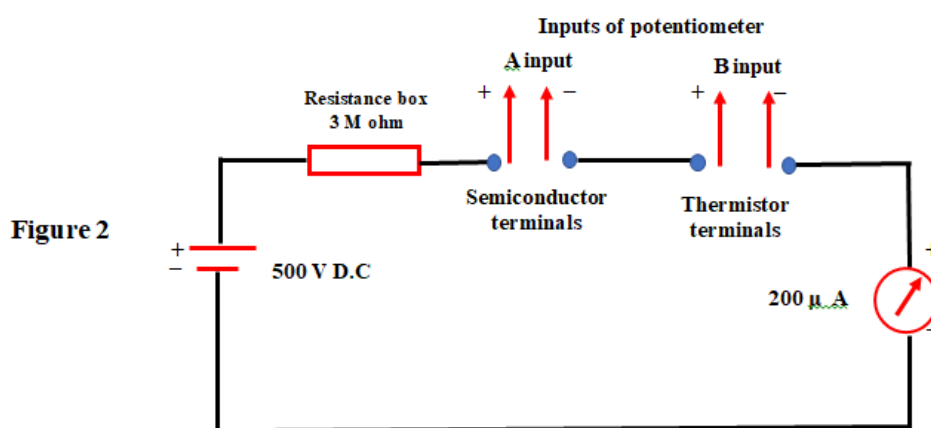 Inputs of potentiometer
A input
B input
+ −
+ −
Resistance box
3 M ohm
Semiconductor
terminals
Thermistor
terminals
Figure 2
+
−
500 V D.C
200 μ A
+
−